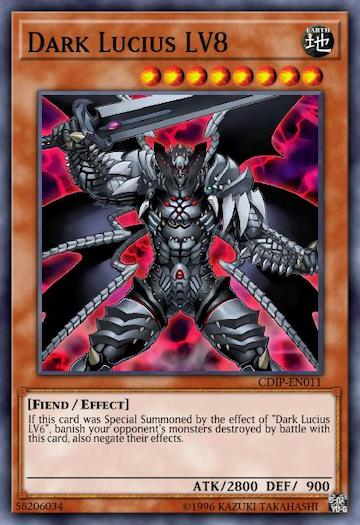 DARK LUCIUS LV8
EARTH
地
CDIP-EN011
[FIEND / EFFECT]
If this card was Special Summoned by the effect of "Dark Lucius
LV6", banish your opponent's monsters destroyed by battle with
this card, also negate their effects.
ATK/2800 DEF/ 900
58206034
©1996 KAZUKI TAKAHASHI